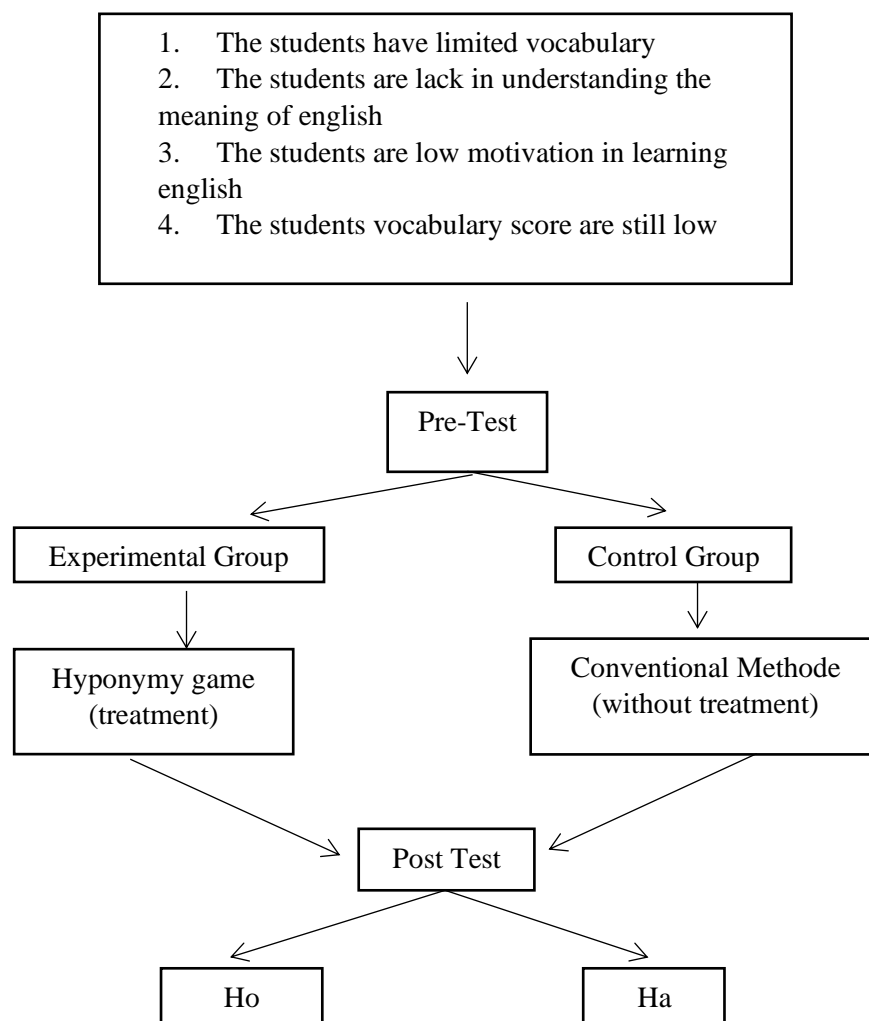 1. The students have limited vocabulary
2. The students are lack in understanding the
meaning of english
3. The students are low motivation in learning
english
4. The students vocabulary score are still low
Pre-Test
Experimental Group
Control Group
Hyponymy game
(treatment)
Conventional Methode
(without treatment)
Post Test
Ho
Ha